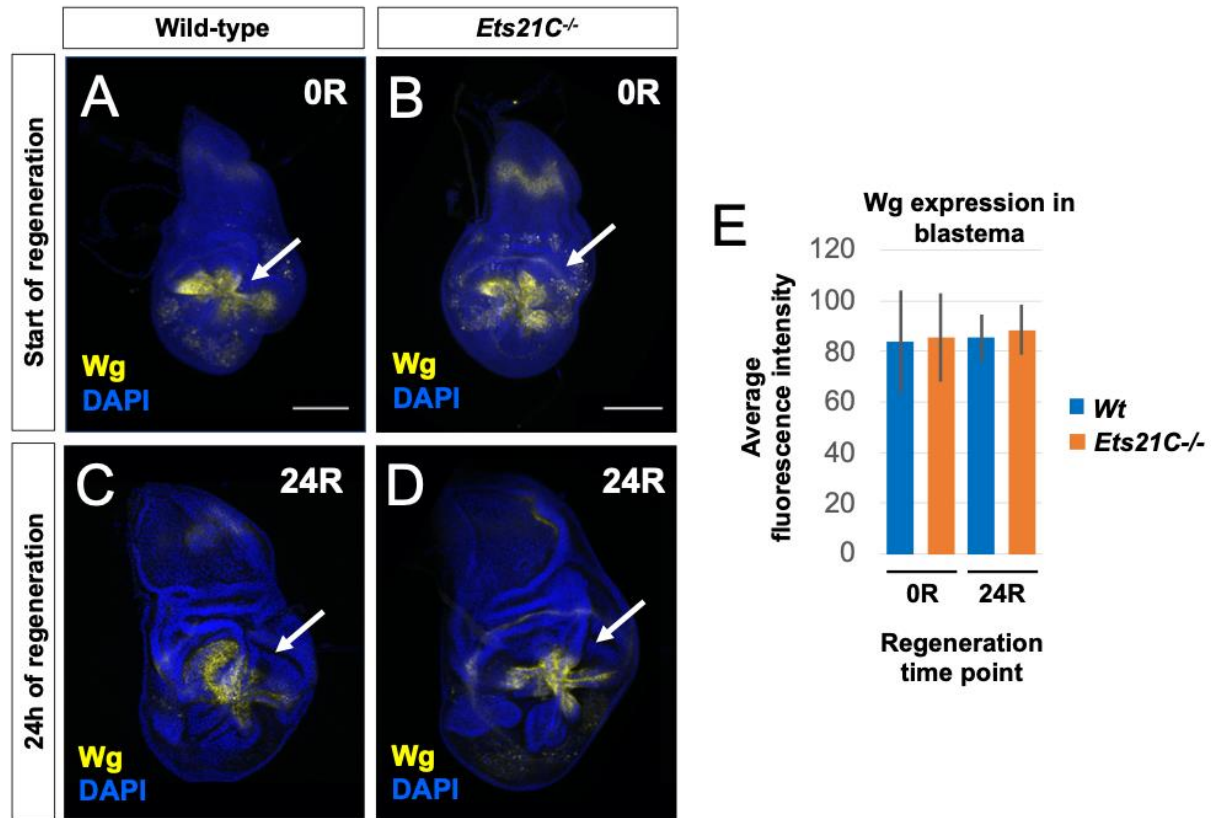 Wild-type
Ets21C-/-
Start of regeneration
A
0R
Wg
DAPI
B
0R
Wg
DAPI
24h of regeneration
C
24R
Wg
DAPI
D
24R
Wg
DAPI
E
Wg expression in
blastema
Average
fluorescence intensity
120
100
80
60
40
20
0
0R
24R
Regeneration
time point
Wt
Ets21C-/-